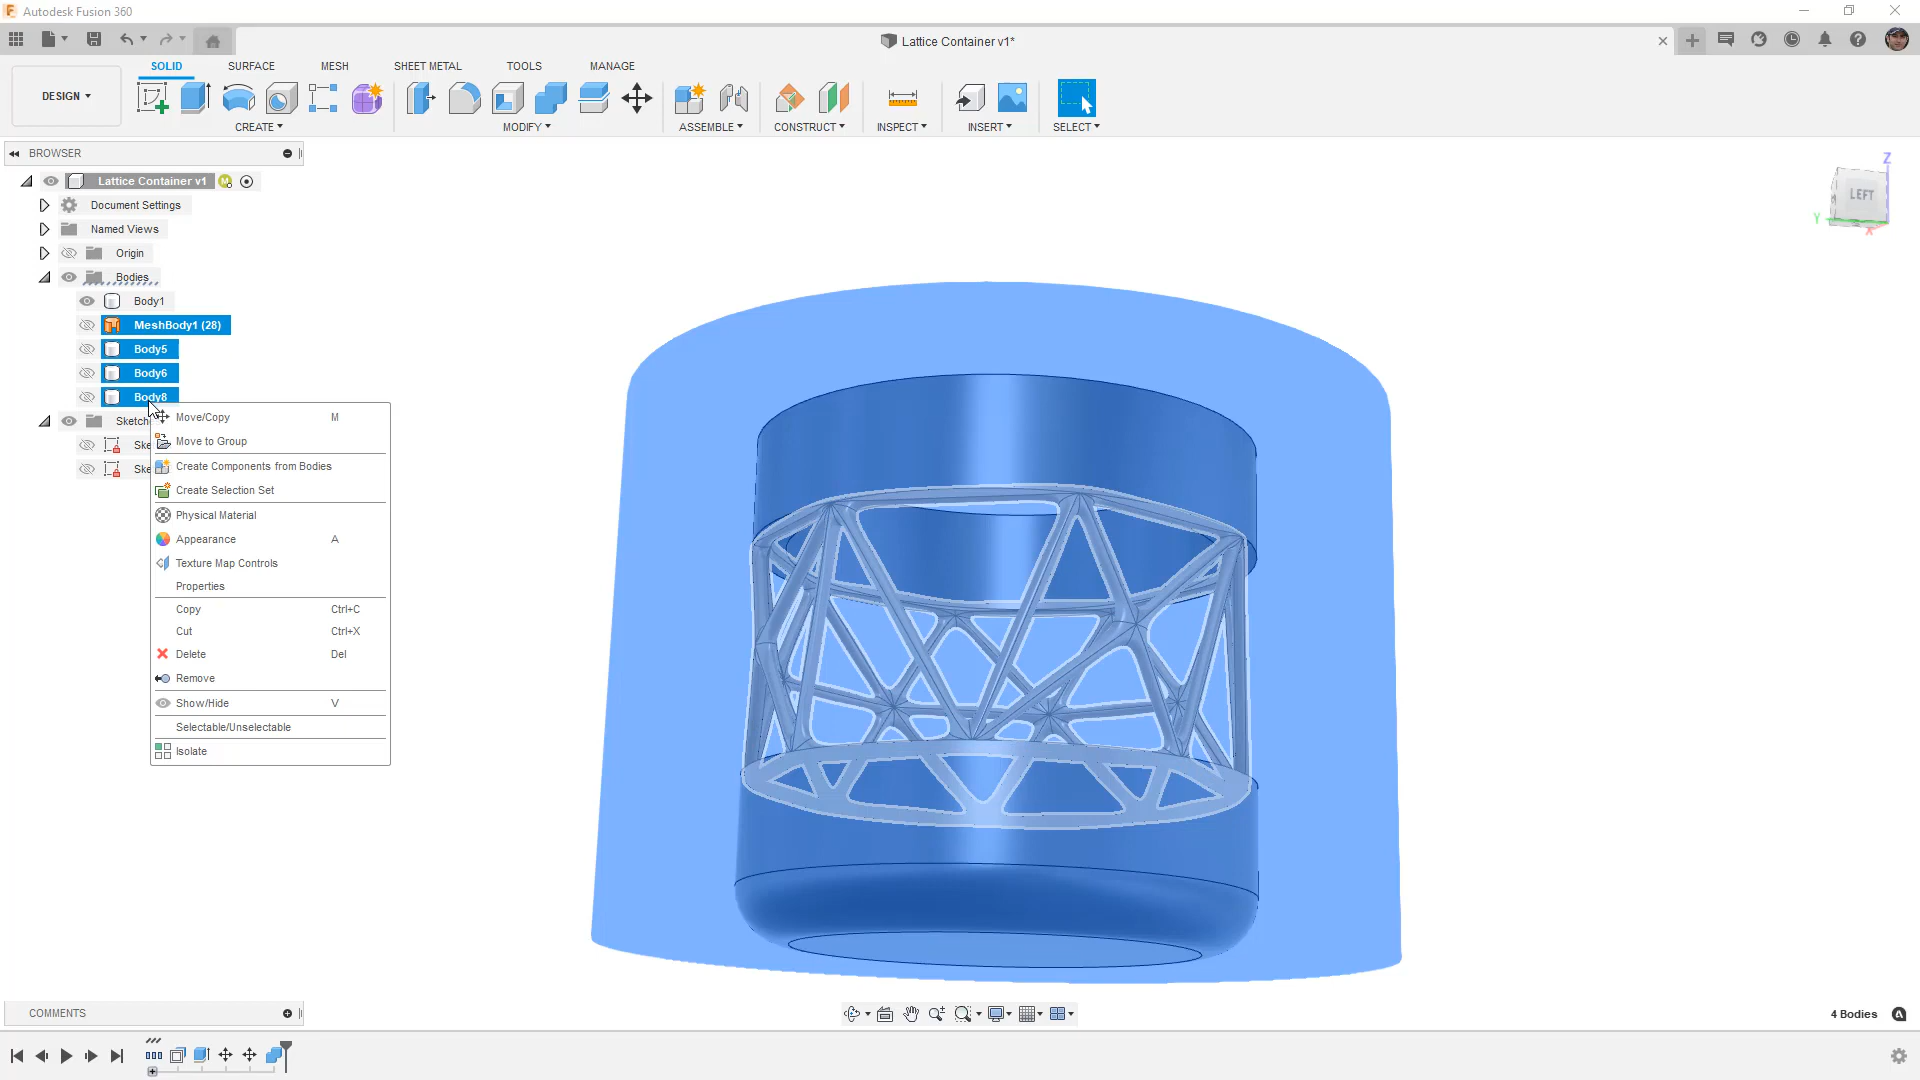 Autodesk Fusion 360
Lattice Container v1*
DESIGN
SOLID
SURFACE
MESH
SHEET METAL
TOOLS
MANAGE
CREATE
MODIFY
ASSEMBLE
CONSTRUCT
INSPECT
INSERT
SELECT
BROWSER
Lattice Container v1
M
Document Settings
Named Views
Origin
Bodies
Body1
MeshBody1 (28)
Body5
Body6
Body8
Sketch
Ske
Ske
Move/Copy M
Move to Group
Create Components from Bodies
Create Selection Set
Physical Material
Appearance A
Texture Map Controls
Properties
Copy Ctrl+C
Cut Ctrl+X
Delete Del
Remove
Show/Hide V
Selectable/Unselectable
Isolate
Z
LEFT
Y
X
COMMENTS
4 Bodies